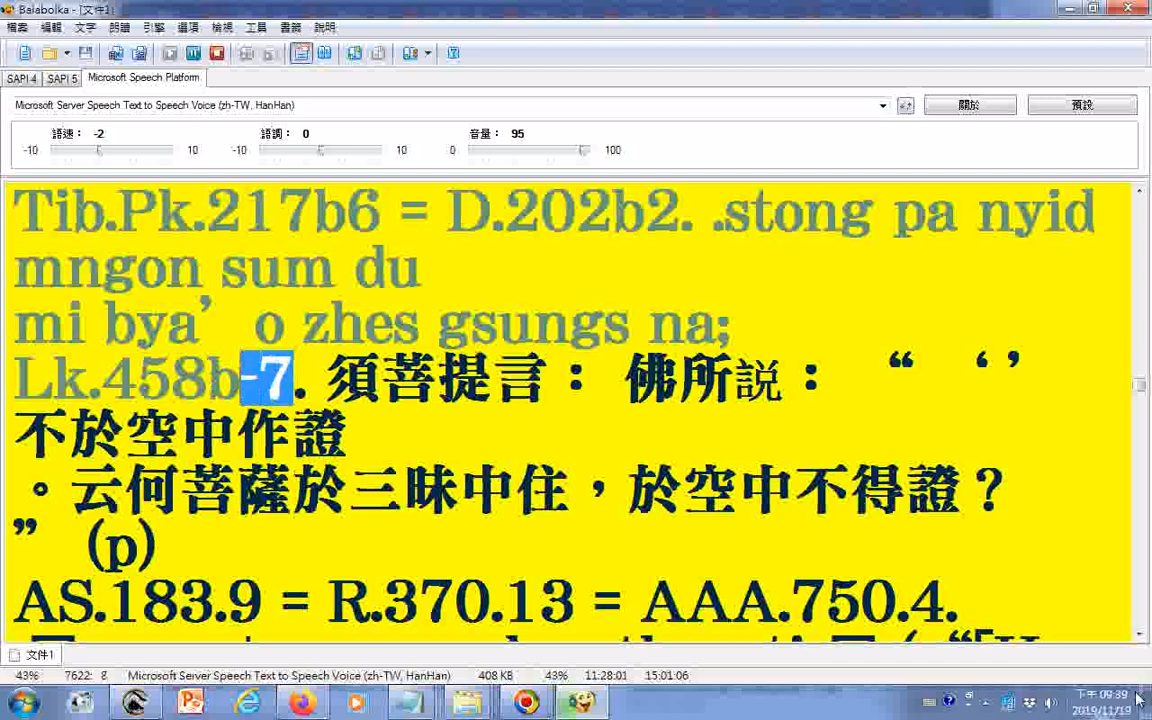 Balabolka - [文件1]
檔案 編輯 文字 朗讀 引擎 選項 檢視 工具 書籤 說明
SAPI 4 SAPI 5 Microsoft Speech Platform
Microsoft Server Speech Text to Speech Voice (zh-TW, HanHan) 關於 預設
語速： -2 語調： 0 音量： 95
-10 10 -10 10 0 100
Tib.Pk.217b6 = D.202b2. .stong pa nyid
mngon sum du
mi bya’ o zhes gsungs na;
Lk.458b-7. 須菩提言： 佛所説： “ ‘ ’
不於空中作證
。云何菩薩於三昧中住，於空中不得證？
” (p)
AS.183.9 = R.370.13 = AAA.750.4.
文件1
43% 7622: 8 Microsoft Server Speech Text to Speech Voice (zh-TW, HanHan) 408 KB 43% 11:28:01 15:01:06
下午 09:39
2019/11/19